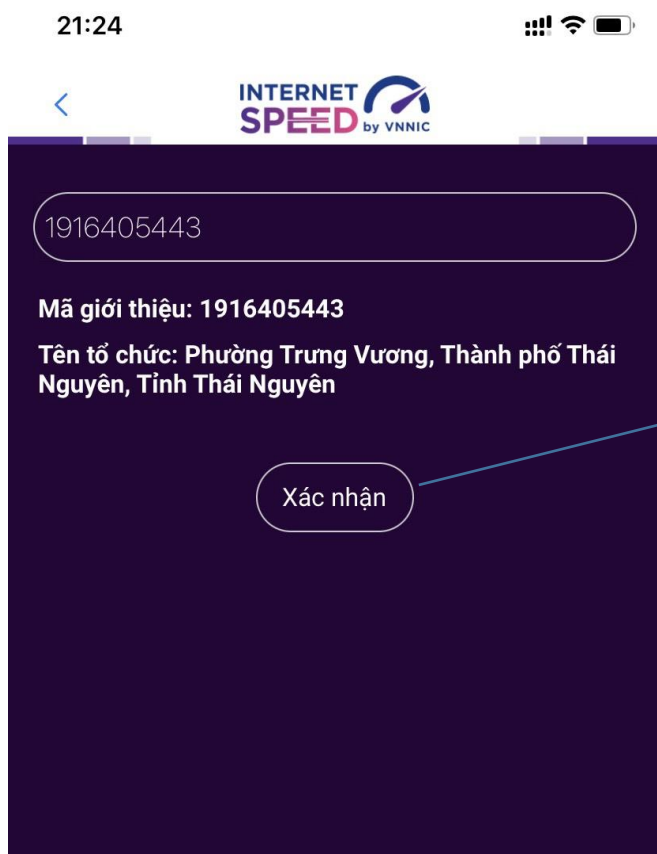 21:24
INTERNET
SPEED by VNNIC
1916405443
Mã giới thiệu: 1916405443
Tên tổ chức: Phường Trưng Vương, Thành phố Thái
Nguyên, Tỉnh Thái Nguyên
Xác nhận